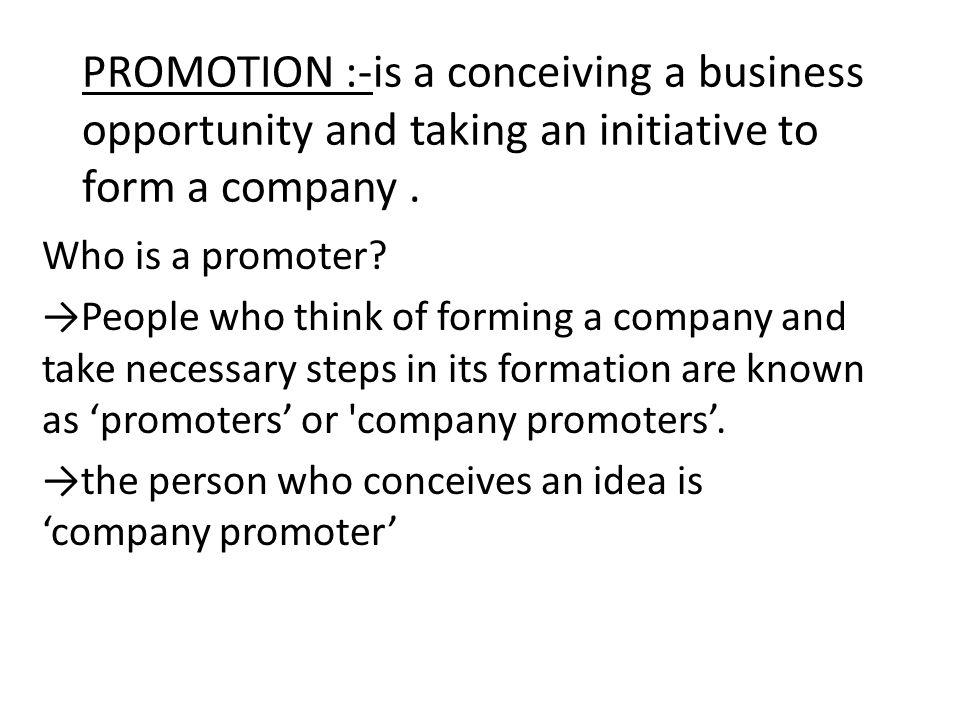 PROMOTION :-is a conceiving a business
opportunity and taking an initiative to
form a company .
Who is a promoter?
→People who think of forming a company and
take necessary steps in its formation are known
as ‘promoters’ or 'company promoters’.
→the person who conceives an idea is
‘company promoter’